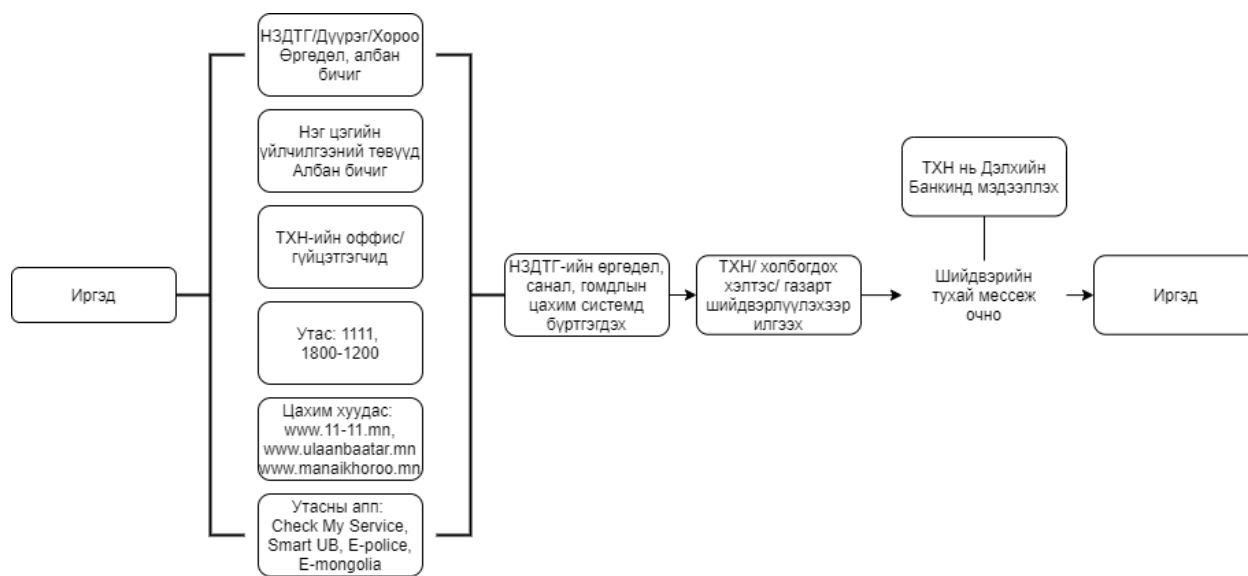 Иргэд
НЗДТГ/Дүүрэг/Хороо
Өргөдөл, албан
бичиг
Нэг цэгийн
үйлчилгээний төвүүд
Албан бичиг
ТХН-ийн оффис/
гүйцэтгэгчид
Утас: 1111,
1800-1200
Цахим хуудас:
www.11-11.mn,
www.ulaanbaatar.mn
www.manaikhoroo.mn
Утасны апп:
Check My Service,
Smart UB, E-police,
E-mongolia
НЗДТГ-ийн өргөдөл,
санал, гомдлын
цахим системд
бүртгэгдэх
ТХН/ холбогдох
хэлтэс/ газарт
шийдвэрлүүлэхээр
илгээх
ТХН нь Дэлхийн
Банкинд мэдээллэх
Шийдвэрийн
тухай мессеж
очно
Иргэд